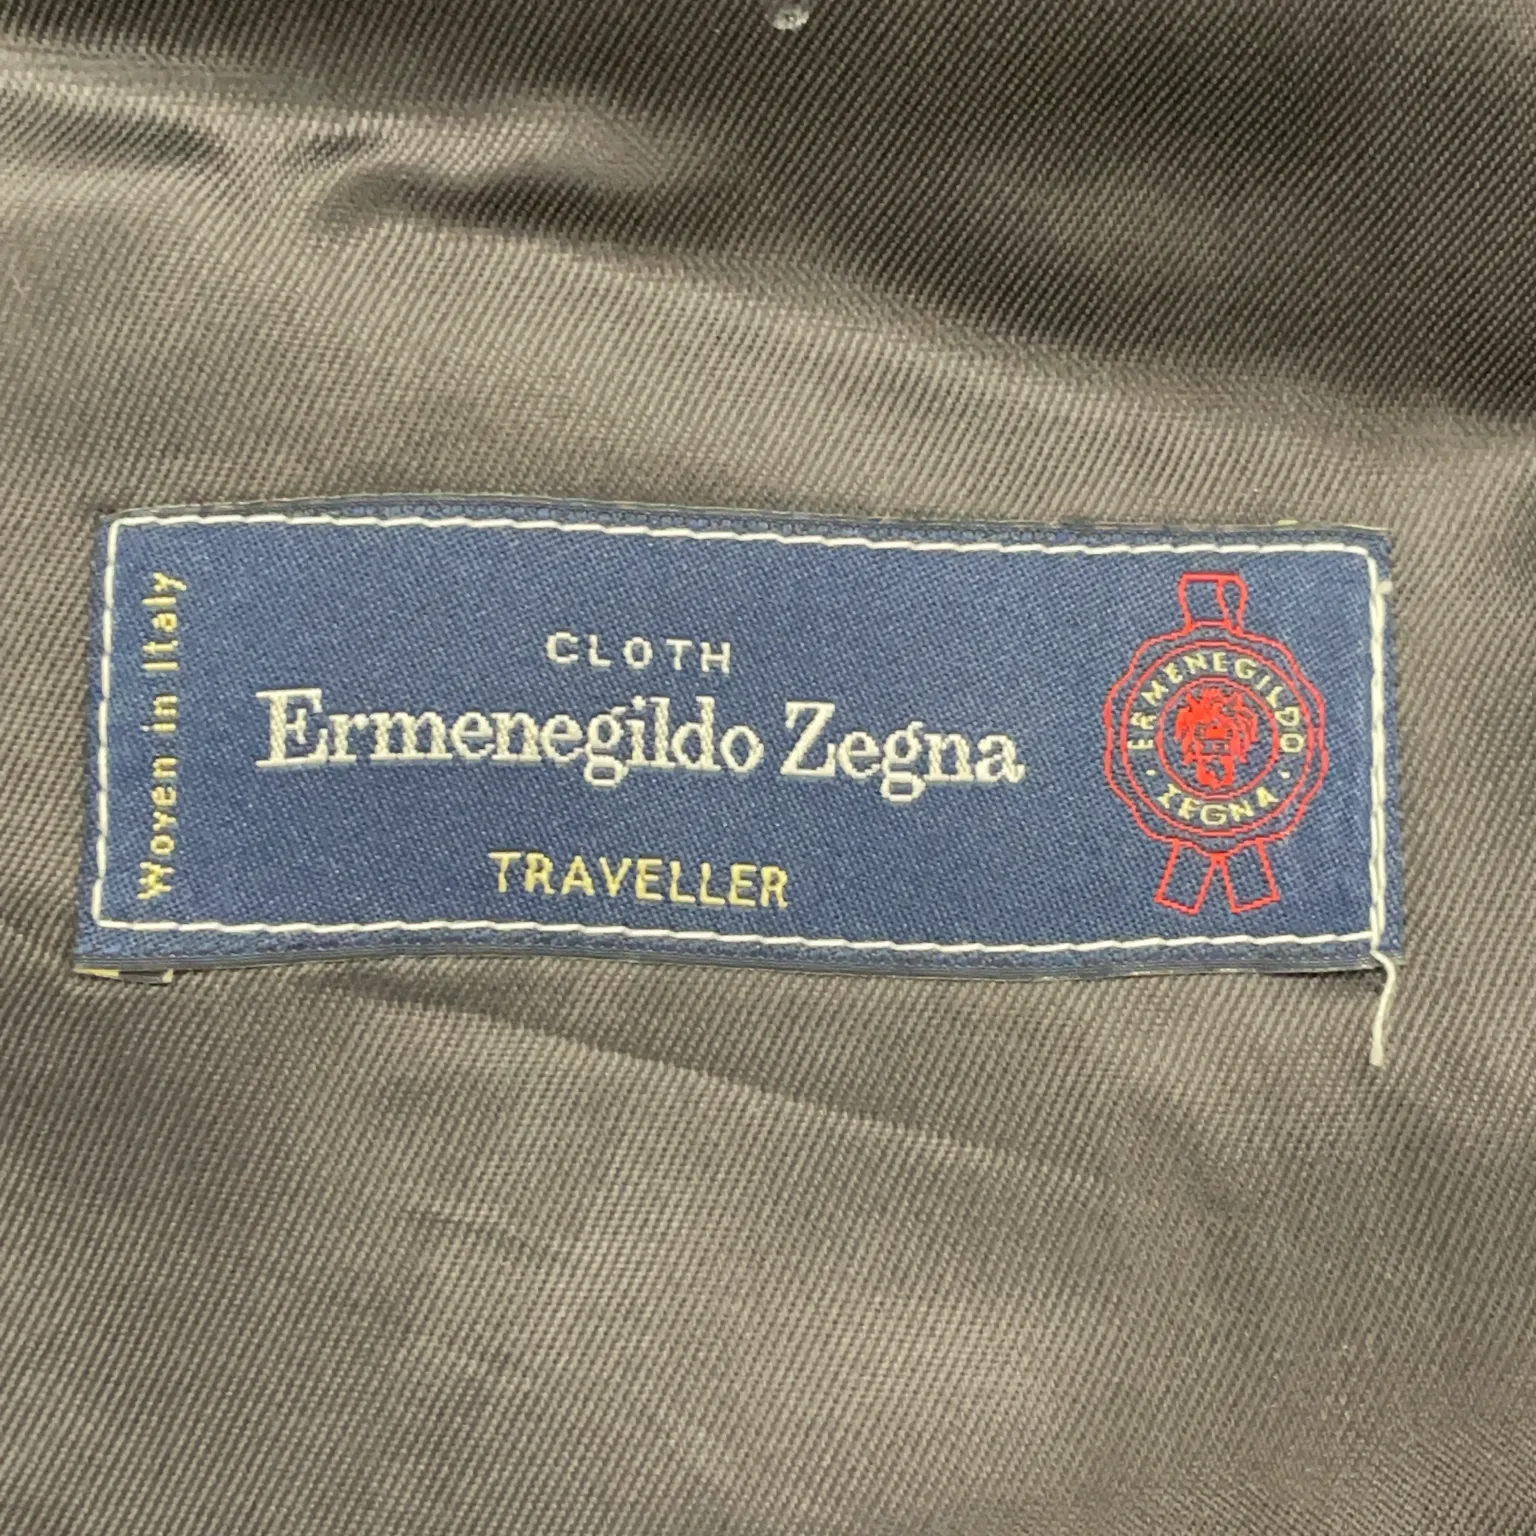 Woven in Italy
CLOTH
Ermenegildo Zegna
TRAVELLER
ERMENEGILDO
· ZEGNA ·